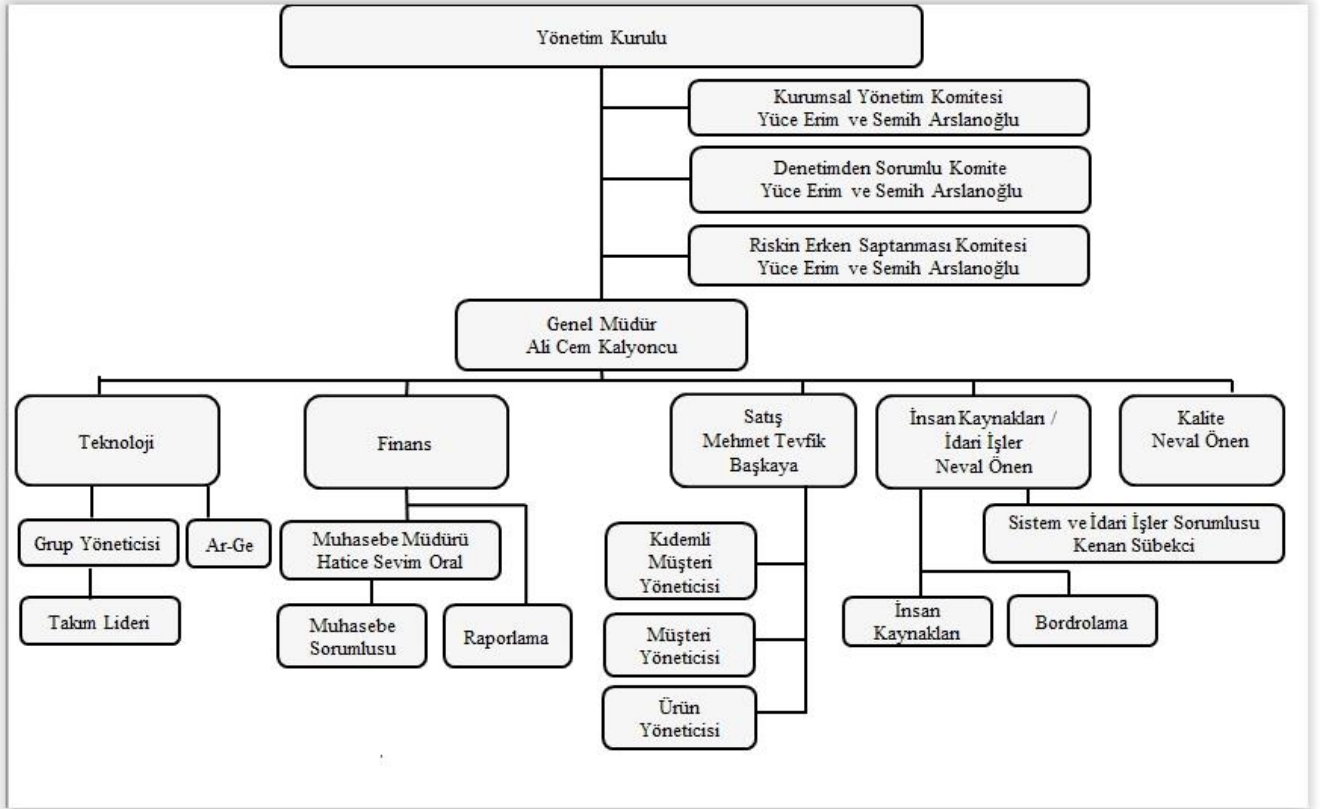 Yönetim Kurulu
Kurumsal Yönetim Komitesi
Yüce Erim ve Semih Arslanoğlu
Denetimden Sorumlu Komite
Yüce Erim ve Semih Arslanoğlu
Riskin Erken Saptanması Komitesi
Yüce Erim ve Semih Arslanoğlu
Genel Müdür
Ali Cem Kalyoncu
Teknoloji
Finans
Satış
Mehmet Tevfik
Başkaya
İnsan Kaynakları /
İdari İşler
Neval Önen
Kalite
Neval Önen
Grup Yöneticisi
Ar-Ge
Muhasebe Müdürü
Hatice Sevim Oral
Kıdemli
Müşteri
Yöneticisi
Sistem ve İdari İşler Sorumlusu
Kenan Sübekci
Takım Lideri
Muhasebe
Sorumlusu
Raporlama
Müşteri
Yöneticisi
İnsan
Kaynakları
Bordrolama
Ürün
Yöneticisi